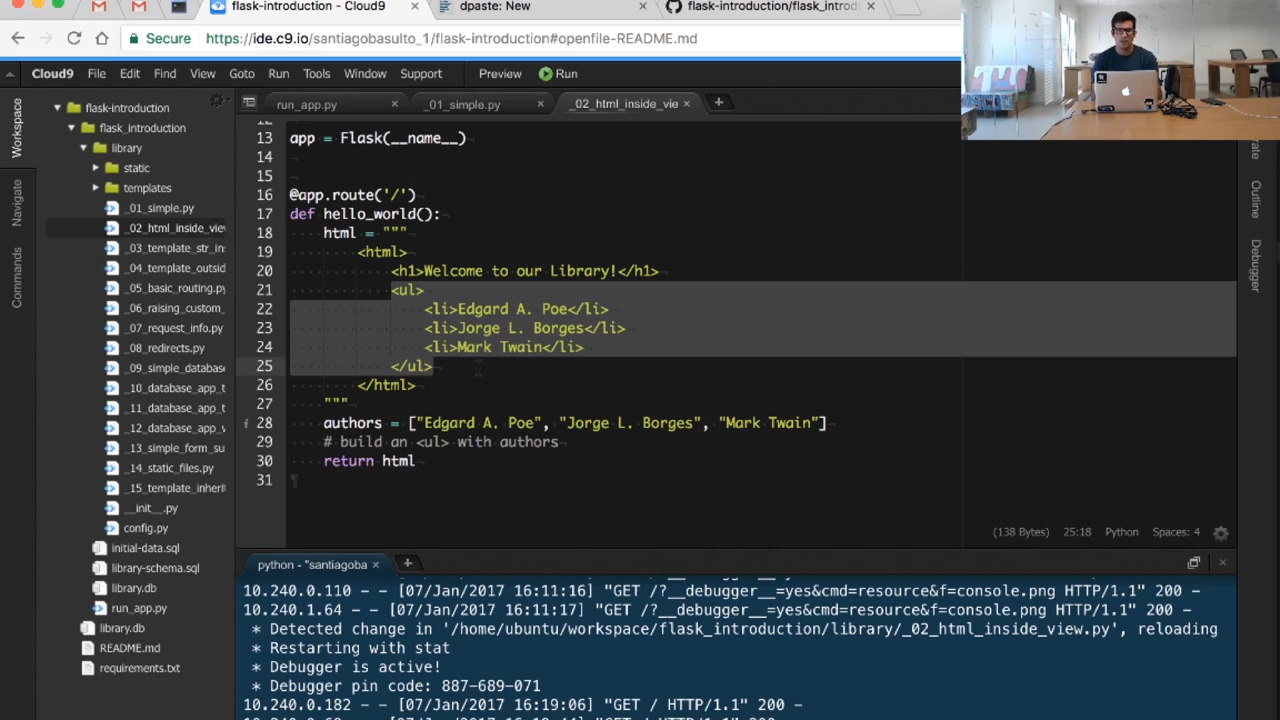 flask-introduction - Cloud9
dpaste: New
flask-introduction/flask_introd
Secure
https://ide.c9.io/santiagobasulto_1/flask-introduction#openfile-README.md
Cloud9 File Edit Find View Goto Run Tools Window Support Preview Run
run_app.py
_01_simple.py
_02_html_inside_vie
Workspace
Navigate
Commands
Outline
Debugger
flask-introduction
flask_introduction
library
static
templates
_01_simple.py
_02_html_inside_view
_03_template_str_ins
_04_template_outsid
_05_basic_routing.py
_06_raising_custom_
_07_request_info.py
_08_redirects.py
_09_simple_database
_10_database_app_t
_11_database_app_t
_12_database_app_v
_13_simple_form_su
_14_static_files.py
_15_template_inherit
__init__.py
config.py
initial-data.sql
library-schema.sql
library.db
run_app.py
library.db
README.md
requirements.txt
13 app = Flask(__name__)
14
15
16 @app.route('/')
17 def hello_world():
18 html = """
19 <html>
20 <h1>Welcome to our Library!</h1>
21 <ul>
22 <li>Edgard A. Poe</li>
23 <li>Jorge L. Borges</li>
24 <li>Mark Twain</li>
25 </ul>
26 </html>
27 """
28 authors = ["Edgard A. Poe", "Jorge L. Borges", "Mark Twain"]
29 # build an <ul> with authors
30 return html
31
(138 Bytes) 25:18 Python Spaces: 4
python - "santiagoba
10.240.0.110 - - [07/Jan/2017 16:11:16] "GET /?__debugger__=yes&cmd=resource&f=console.png HTTP/1.1" 200 -
10.240.1.64 - - [07/Jan/2017 16:11:17] "GET /?__debugger__=yes&cmd=resource&f=console.png HTTP/1.1" 200 -
* Detected change in '/home/ubuntu/workspace/flask_introduction/library/_02_html_inside_view.py', reloading
* Restarting with stat
* Debugger is active!
* Debugger pin code: 887-689-071
10.240.0.182 - - [07/Jan/2017 16:19:06] "GET / HTTP/1.1" 200 -